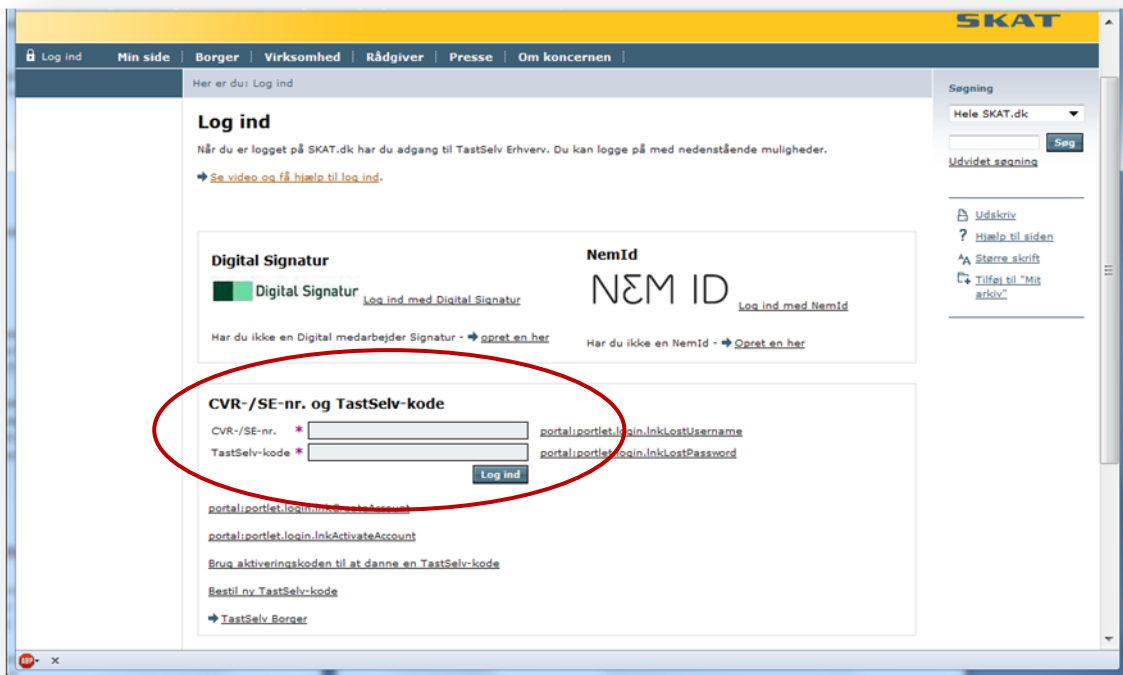 SKAT
Log ind
Min side
Borger
Virksomhed
Rådgiver
Presse
Om koncernen
Her er du: Log ind
Log ind
Når du er logget på SKAT.dk har du adgang til TastSelv Erhverv. Du kan logge på med nedenstående muligheder.
Se video og få hjælp til log ind.
Digital Signatur
Digital Signatur
Log ind med Digital Signatur
Har du ikke en Digital medarbejder Signatur - opret en her
NemId
NEM ID
Log ind med NemId
Har du ikke en NemId - Opret en her
CVR-/SE-nr. og TastSelv-kode
CVR-/SE-nr. *
portal:portlet.login.lnkLostUsername
TastSelv-kode *
portal:portlet.login.lnkLostPassword
Log ind
portal:portlet.login.lnkCreateAccount
portal:portlet.login.lnkActivateAccount
Brug aktiveringskoden til at danne en TastSelv-kode
Bestil ny TastSelv-kode
TastSelv Borger
Søgning
Hele SKAT.dk
Søg
Udvidet søgning
Udskriv
? Hjælp til siden
AA Større skrift
Tilføj til "Mit
arkiv"
ABP
x